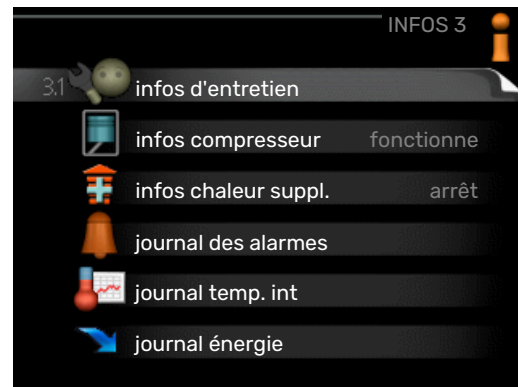 INFOS 3
3.1 infos d'entretien
infos compresseur fonctionne
infos chaleur suppl. arrêt
journal des alarmes
journal temp. int
journal énergie